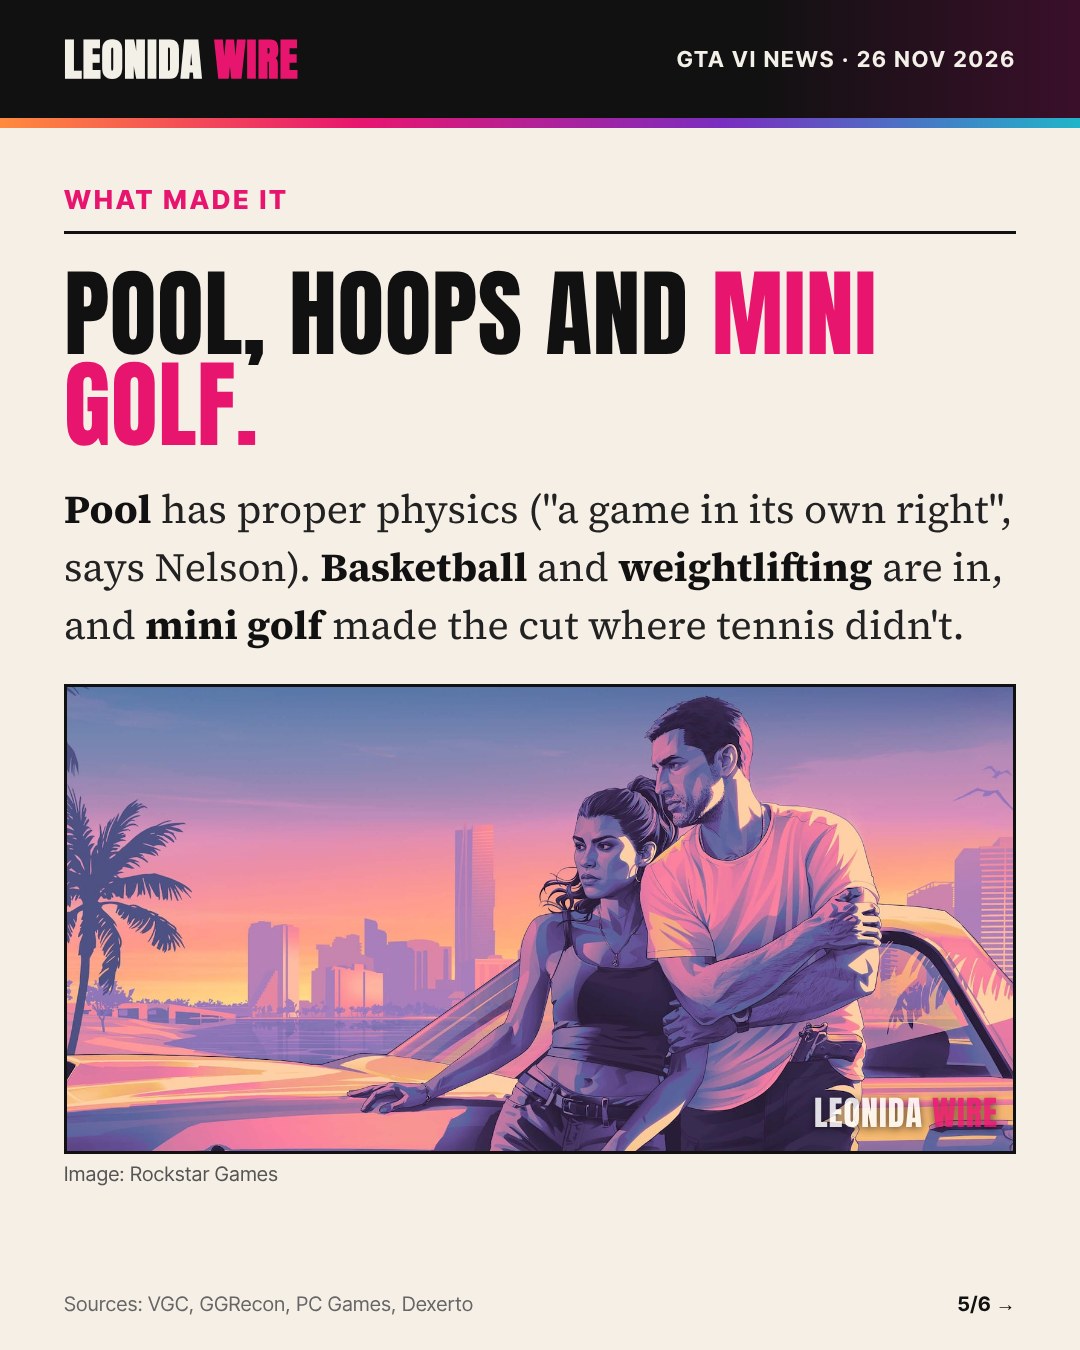 LEONIDA WIRE
GTA VI NEWS · 26 NOV 2026
WHAT MADE IT
POOL, HOOPS AND MINI
GOLF.
Pool has proper physics ("a game in its own right",
says Nelson). Basketball and weightlifting are in,
and mini golf made the cut where tennis didn't.
LEONIDA WIRE
Image: Rockstar Games
Sources: VGC, GGRecon, PC Games, Dexerto
5/6 →